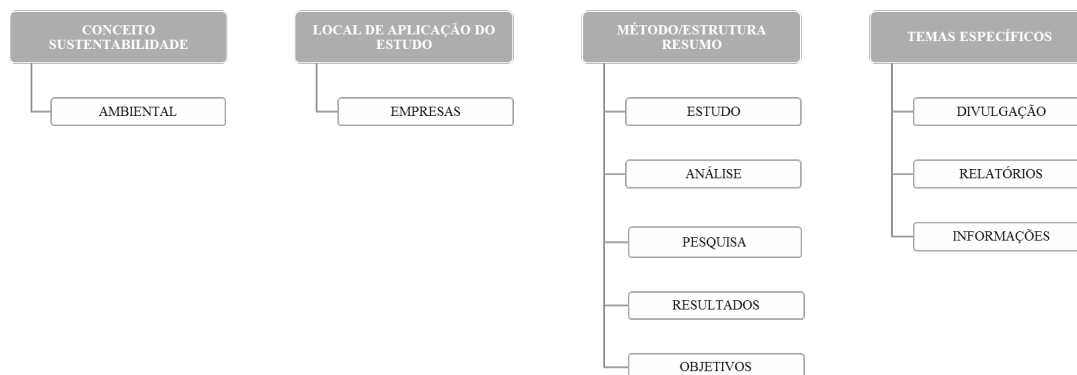 CONCEITO
SUSTENTABILIDADE
AMBIENTAL
LOCAL DE APLICAÇÃO DO
ESTUDO
EMPRESAS
MÉTODO/ESTRUTURA
RESUMO
ESTUDO
ANÁLISE
PESQUISA
RESULTADOS
OBJETIVOS
TEMAS ESPECÍFICOS
DIVULGAÇÃO
RELATÓRIOS
INFORMAÇÕES